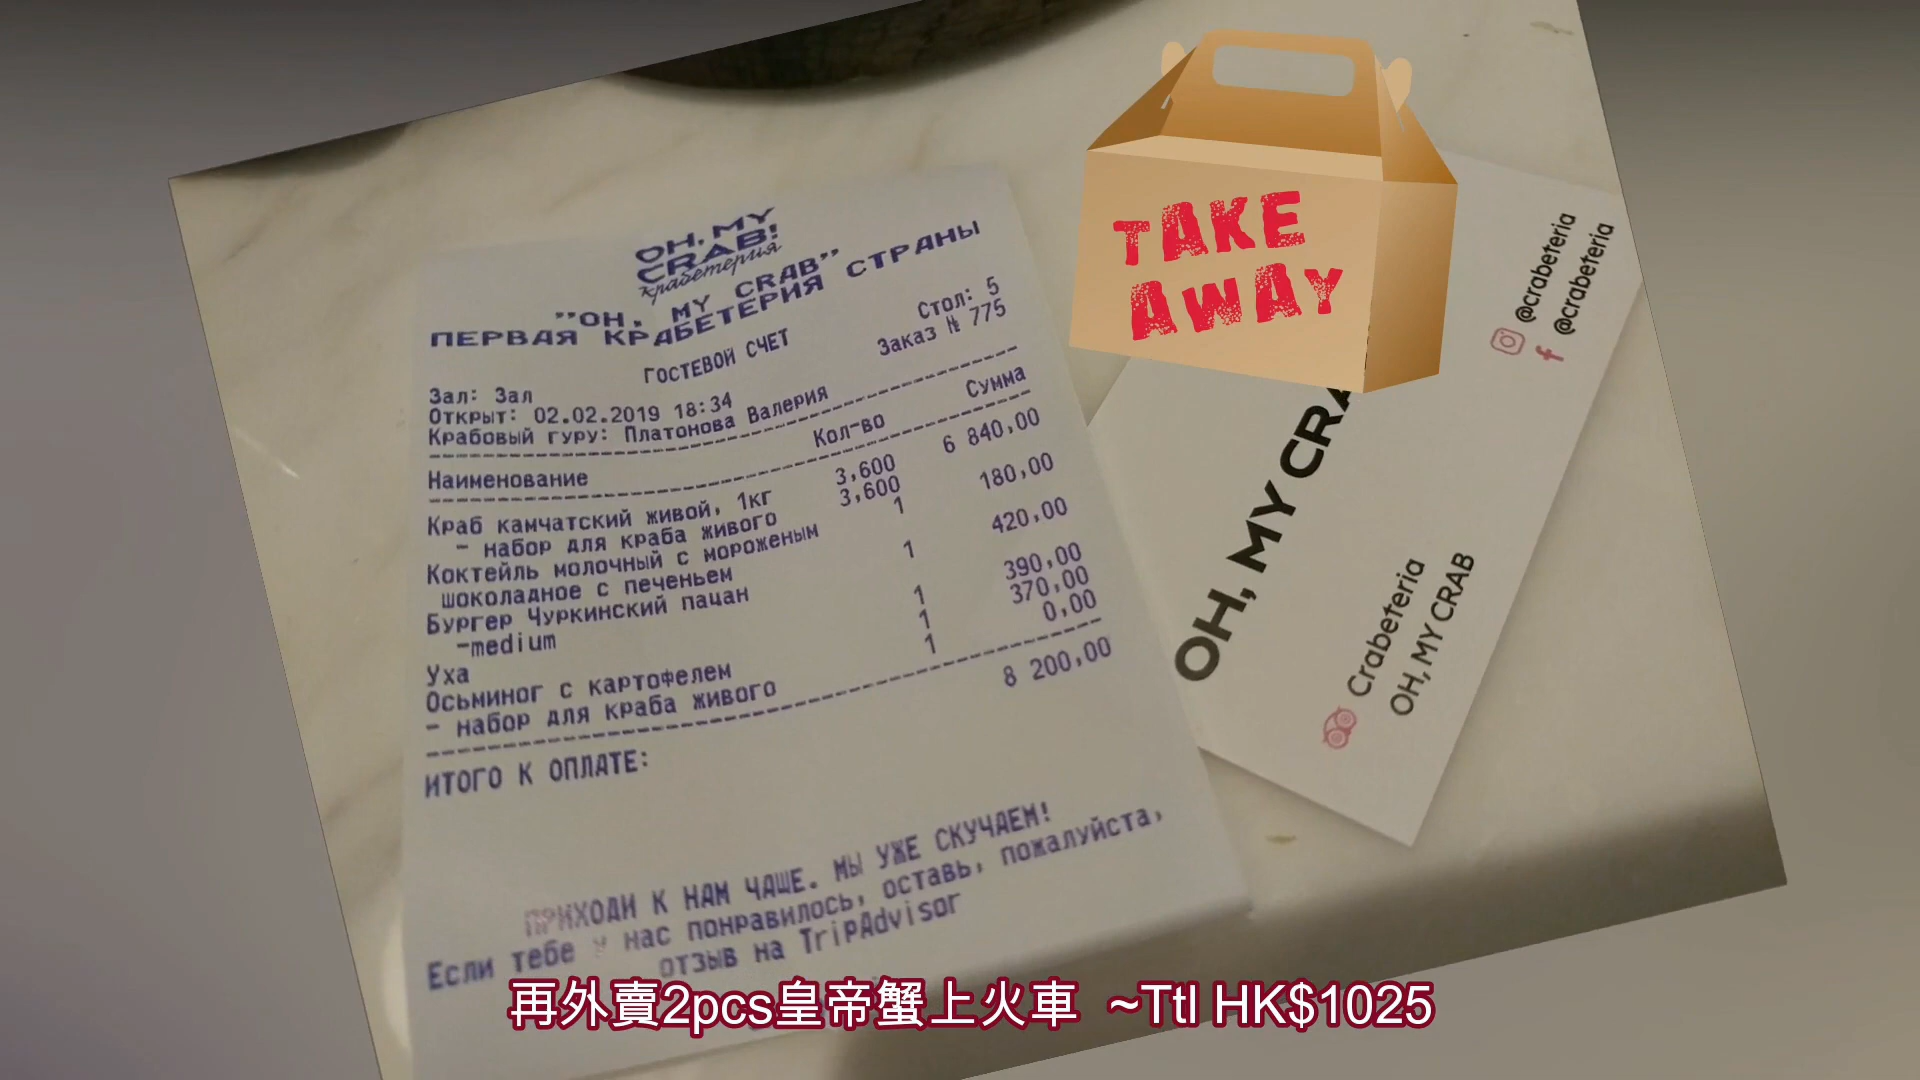 OH, MY
CRAB!
крабетерия
"OH, MY CRAB"
ПЕРВАЯ КРАБЕТЕРИЯ СТРАНЫ
ГОСТЕВОЙ СЧЕТ
Зал: Зал Стол: 5
Открыт: 02.02.2019 18:34 Заказ № 775
Крабовый гуру: Платонова Валерия
Наименование Кол-во Сумма
Краб камчатский живой, 1кг 3,600 6 840,00
- набор для краба живого 3,600
Коктейль молочный с мороженым 1 180,00
шоколадное с печеньем
Бургер Чуркинский пацан 1 420,00
-medium
Уха 1 390,00
Осьминог с картофелем 1 370,00
- набор для краба живого 1 0,00
ИТОГО К ОПЛАТЕ: 8 200,00
ПРИХОДИ К НАМ ЧАЩЕ. МЫ УЖЕ СКУЧАЕМ!
Если тебе у нас понравилось, оставь, пожалуйста,
отзыв на TripAdvisor
TAKE
AWAY
@crabeteria
@crabeteria
OH, MY CRA
Crabeteria
OH, MY CRAB
再外賣2pcs皇帝蟹上火車 ~Ttl HK$1025